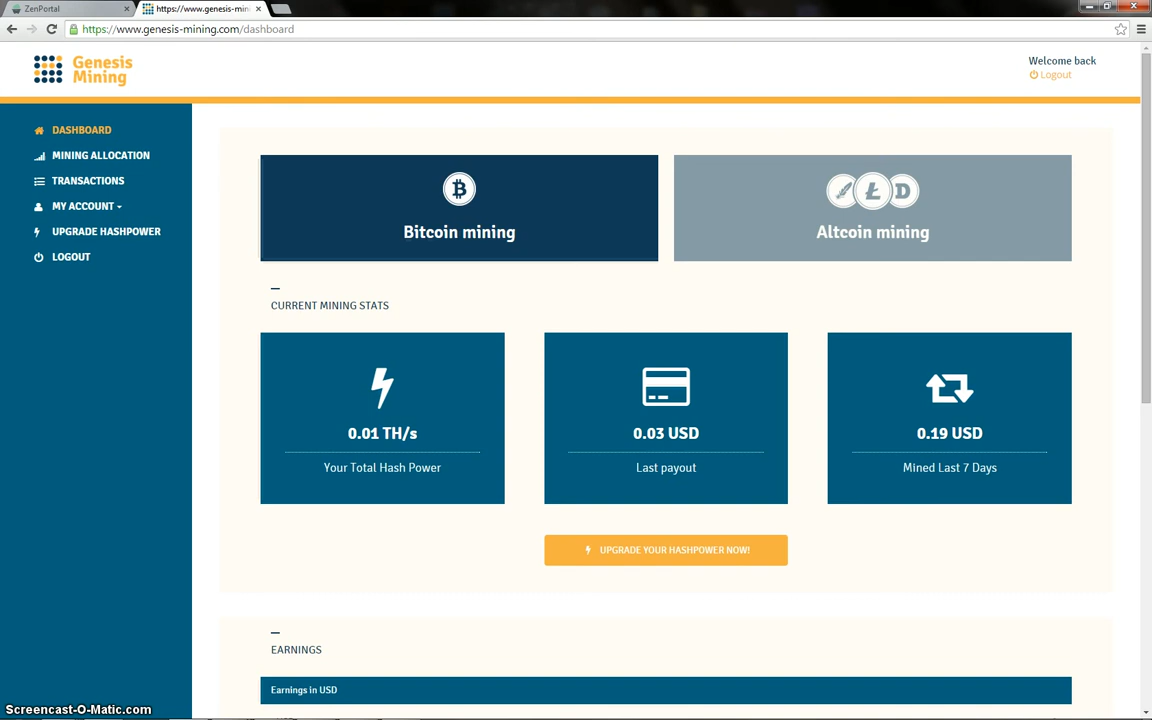 ZenPortal
https://www.genesis-min
https://www.genesis-mining.com/dashboard
Genesis
Mining
Welcome back
Logout
DASHBOARD
MINING ALLOCATION
TRANSACTIONS
MY ACCOUNT
UPGRADE HASHPOWER
LOGOUT
Bitcoin mining
Altcoin mining
CURRENT MINING STATS
0.01 TH/s
Your Total Hash Power
0.03 USD
Last payout
0.19 USD
Mined Last 7 Days
UPGRADE YOUR HASHPOWER NOW!
EARNINGS
Earnings in USD
Screencast-O-Matic.com